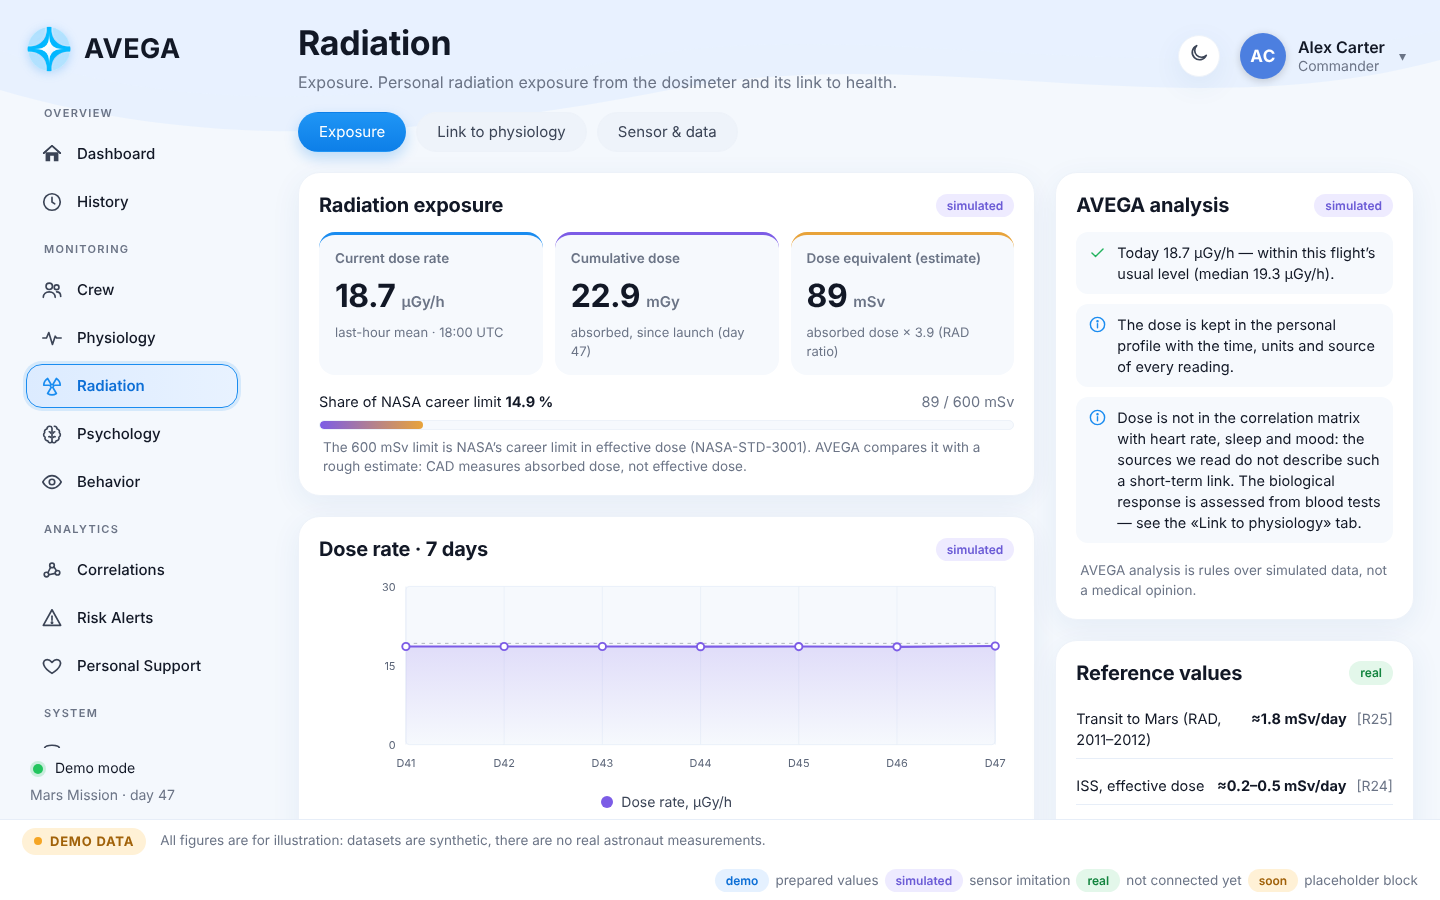 AVEGA
OVERVIEW
Dashboard
History
MONITORING
Crew
Physiology
Radiation
Psychology
Behavior
ANALYTICS
Correlations
Risk Alerts
Personal Support
SYSTEM
Demo mode
Mars Mission · day 47
Radiation
Exposure. Personal radiation exposure from the dosimeter and its link to health.
AC
Alex Carter
Commander
Exposure
Link to physiology
Sensor & data
Radiation exposure
simulated
Current dose rate
18.7 μGy/h
last-hour mean · 18:00 UTC
Cumulative dose
22.9 mGy
absorbed, since launch (day
47)
Dose equivalent (estimate)
89 mSv
absorbed dose × 3.9 (RAD
ratio)
Share of NASA career limit 14.9 %
89 / 600 mSv
The 600 mSv limit is NASA’s career limit in effective dose (NASA-STD-3001). AVEGA compares it with a
rough estimate: CAD measures absorbed dose, not effective dose.
Dose rate · 7 days
simulated
30
15
0
D41
D42
D43
D44
D45
D46
D47
Dose rate, μGy/h
AVEGA analysis
simulated
Today 18.7 μGy/h — within this flight’s
usual level (median 19.3 μGy/h).
The dose is kept in the personal
profile with the time, units and source
of every reading.
Dose is not in the correlation matrix
with heart rate, sleep and mood: the
sources we read do not describe such
a short-term link. The biological
response is assessed from blood tests
— see the «Link to physiology» tab.
AVEGA analysis is rules over simulated data, not
a medical opinion.
Reference values
real
Transit to Mars (RAD,
2011–2012)
≈1.8 mSv/day [R25]
ISS, effective dose ≈0.2–0.5 mSv/day [R24]
DEMO DATA
All figures are for illustration: datasets are synthetic, there are no real astronaut measurements.
demo prepared values simulated sensor imitation real not connected yet soon placeholder block